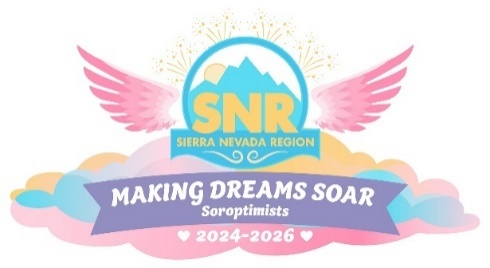 SNR
SIERRA NEVADA REGION
MAKING DREAMS SOAR
Soroptimists
2024-2026